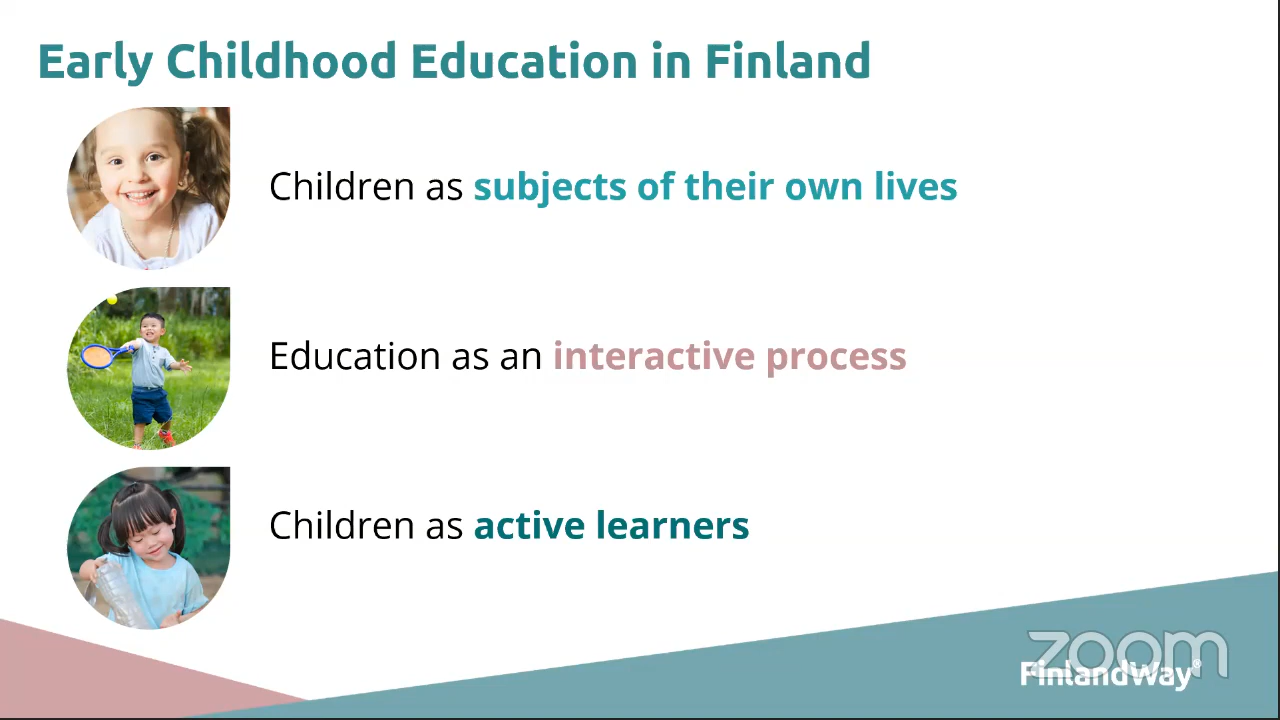 Early Childhood Education in Finland
Children as subjects of their own lives
Education as an interactive process
Children as active learners
zoom
FinlandWay®